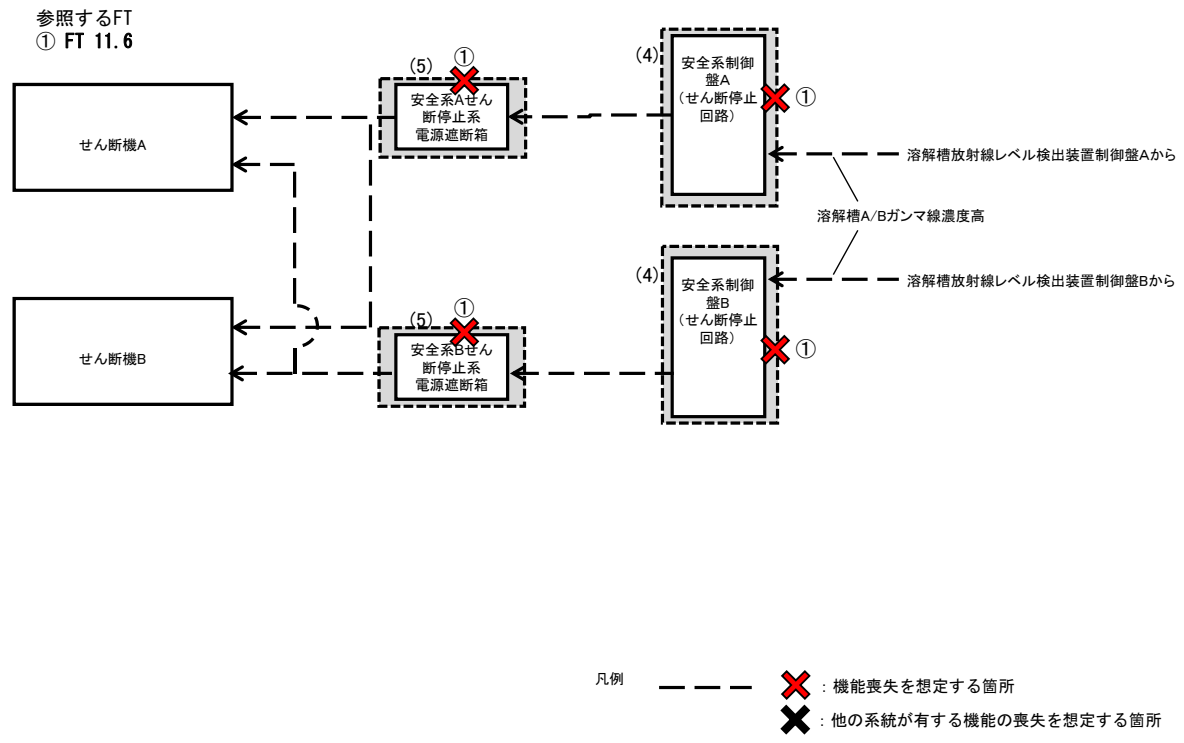 参照するFT
① FT 11.6
(5)
①
(4)
安全系制御
盤A
(せん断停止
回路)
①
安全系Aせん
断停止系
電源遮断箱
せん断機A
溶解槽放射線レベル検出装置制御盤Aから
溶解槽A/Bガンマ線濃度高
(4)
安全系制御
盤B
(せん断停止
回路)
溶解槽放射線レベル検出装置制御盤Bから
①
(5)
①
安全系Bせん
断停止系
電源遮断箱
せん断機B
凡例
：機能喪失を想定する箇所
：他の系統が有する機能の喪失を想定する箇所